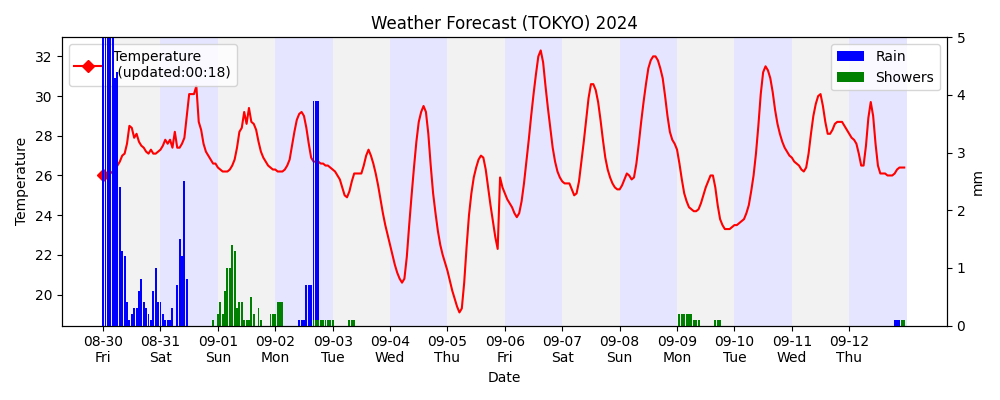 Weather Forecast (TOKYO) 2024
Temperature
(updated:00:18)
Rain
Showers
Temperature
32
30
28
26
24
22
20
5
4
3
2
1
0
mm
08-30 08-31 09-01 09-02 09-03 09-04 09-05 09-06 09-07 09-08 09-09 09-10 09-11 09-12
Fri Sat Sun Mon Tue Wed Thu Fri Sat Sun Mon Tue Wed Thu
Date